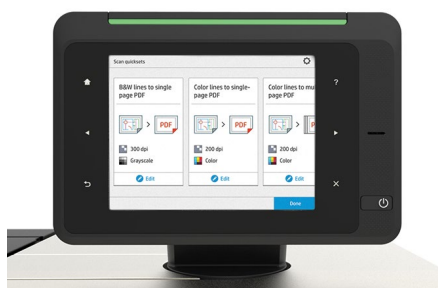 Scan quicksets
B&W lines to single
page PDF
PDF
300 dpi
Grayscale
Edit
Color lines to single-
page PDF
PDF
200 dpi
Color
Edit
Color lines to mu
page PDF
P
200 dpi
Color
Edit
Done
?